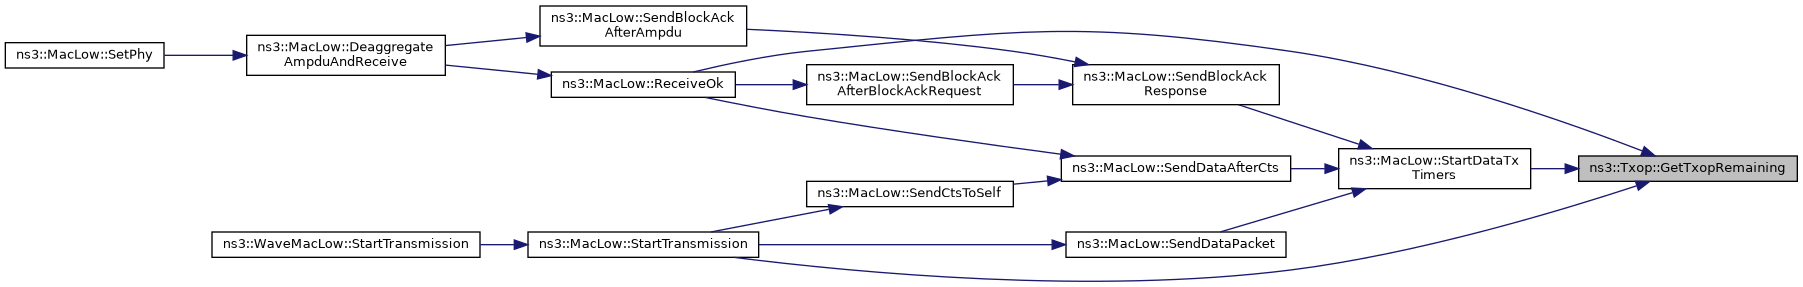 ns3::MacLow::SetPhy
ns3::MacLow::Deaggregate
AmpduAndReceive
ns3::MacLow::SendBlockAck
AfterAmpdu
ns3::MacLow::ReceiveOk
ns3::MacLow::SendBlockAck
AfterBlockAckRequest
ns3::MacLow::SendBlockAck
Response
ns3::MacLow::SendDataAfterCts
ns3::MacLow::StartDataTx
Timers
ns3::Txop::GetTxopRemaining
ns3::MacLow::SendCtsToSelf
ns3::WaveMacLow::StartTransmission
ns3::MacLow::StartTransmission
ns3::MacLow::SendDataPacket